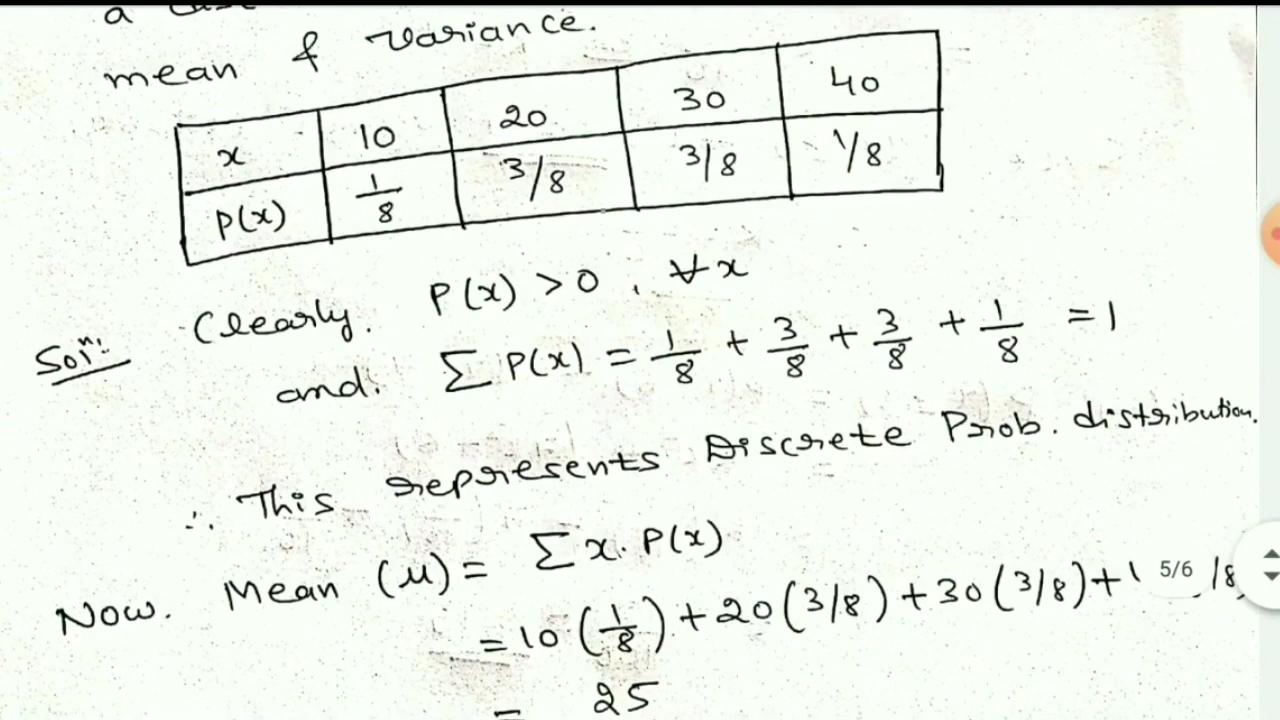 a
mean & variance.
x 10 20 30 40
P(x) 1/8 3/8 3/8 1/8
Soln: Clearly. P(x) > 0, ∀ x
and. ∑ P(x) = 1/8 + 3/8 + 3/8 + 1/8 = 1
∴ This represents Discrete Prob. distribution.
Now. Mean (μ) = ∑ x. P(x)
= 10 (1/8) + 20 (3/8) + 30 (3/8) + ( /8)
5/6
= 25